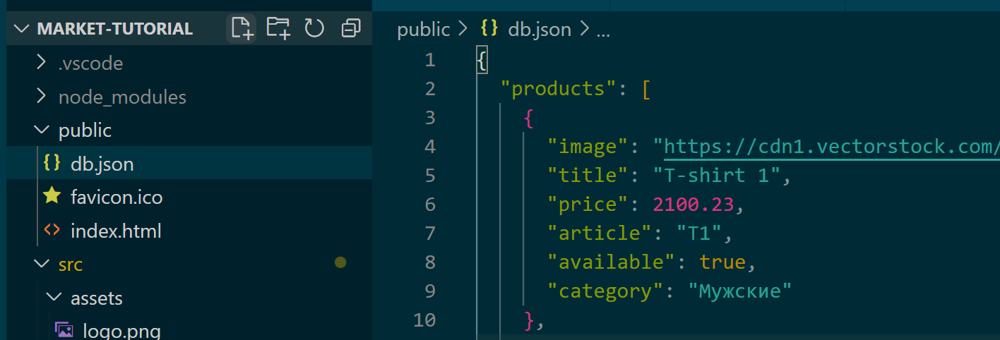 MARKET-TUTORIAL
.vscode
node_modules
public
db.json
favicon.ico
index.html
src
assets
logo.png
public > {} db.json > ...
1 {
2 "products": [
3 {
4 "image": "https://cdn1.vectorstock.com/
5 "title": "T-shirt 1",
6 "price": 2100.23,
7 "article": "T1",
8 "available": true,
9 "category": "Мужские"
10 },